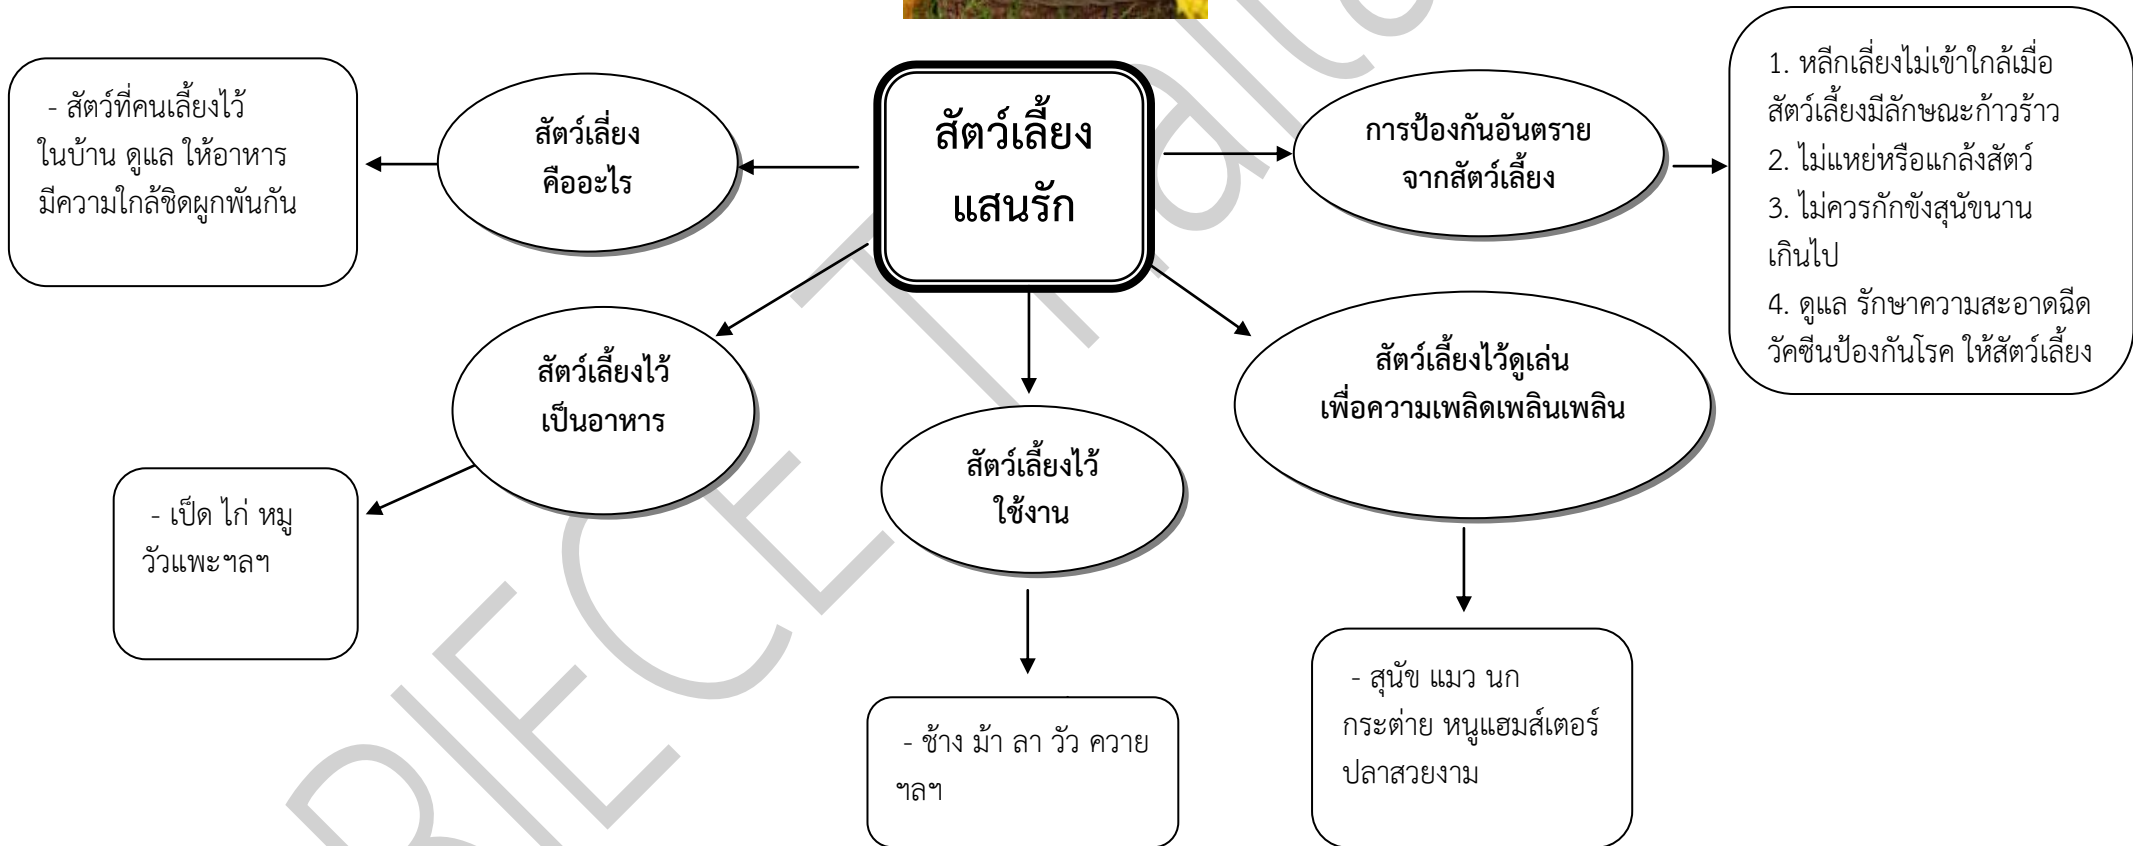 สัตว์เลี้ยง
แสนรัก
สัตว์เลี่ยง
คืออะไร
- สัตว์ที่คนเลี้ยงไว้
ในบ้าน ดูแล ให้อาหาร
มีความใกล้ชิดผูกพันกัน
สัตว์เลี้ยงไว้
เป็นอาหาร
- เป็ด ไก่ หมู
วัวแพะฯลฯ
สัตว์เลี้ยงไว้
ใช้งาน
- ช้าง ม้า ลา วัว ควาย
ฯลฯ
สัตว์เลี้ยงไว้ดูเล่น
เพื่อความเพลิดเพลินเพลิน
- สุนัข แมว นก
กระต่าย หนูแฮมส์เตอร์
ปลาสวยงาม
การป้องกันอันตราย
จากสัตว์เลี้ยง
1. หลีกเลี่ยงไม่เข้าใกล้เมื่อ
สัตว์เลี้ยงมีลักษณะก้าวร้าว
2. ไม่แหย่หรือแกล้งสัตว์
3. ไม่ควรกักขังสุนัขนาน
เกินไป
4. ดูแล รักษาความสะอาดฉีด
วัคซีนป้องกันโรค ให้สัตว์เลี้ยง